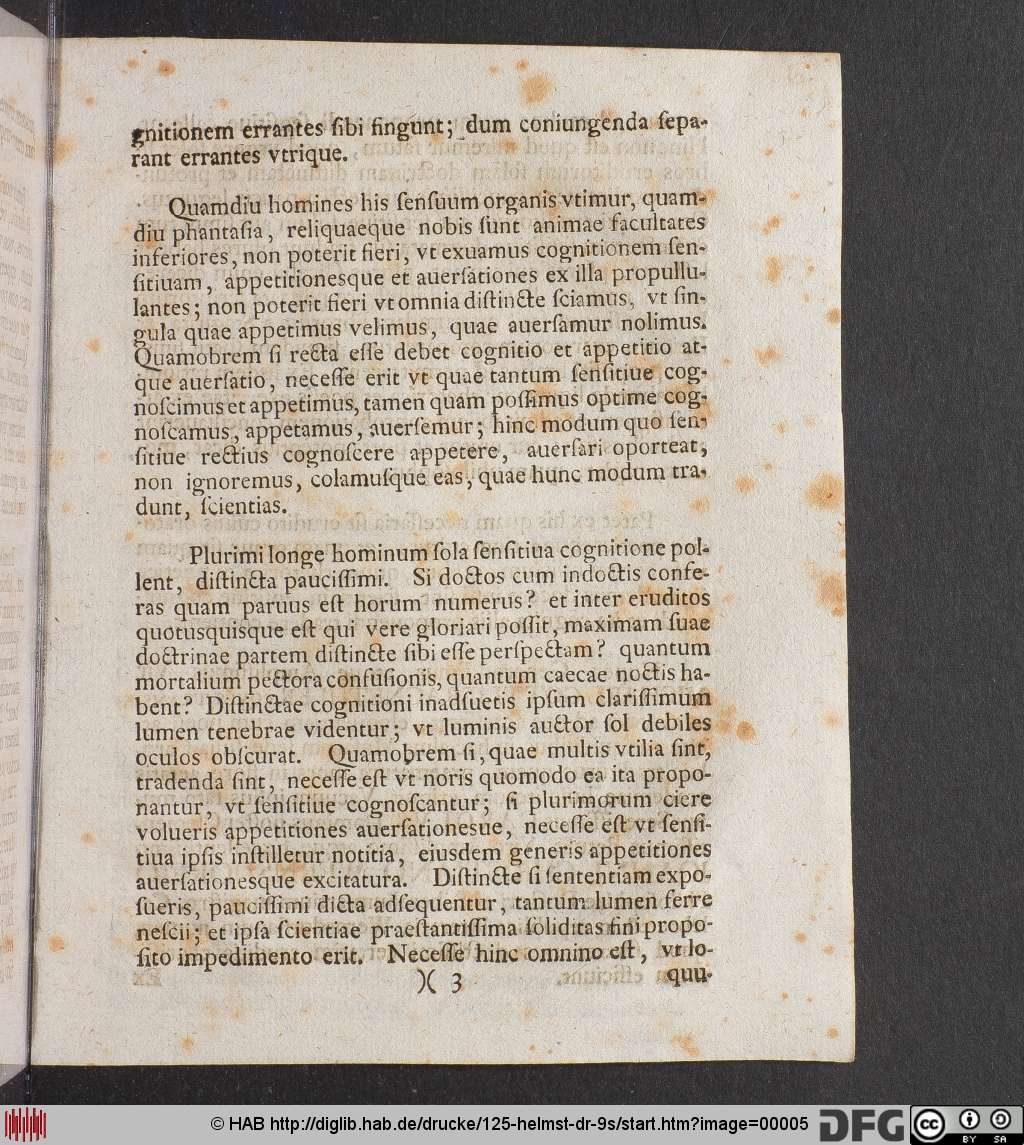 gnitionem errantes ſibi fingunt; dum coniungenda ſepa-
rant errantes vtrique.
Quamdiu homines his ſenſuum organis vtimur, quam-
diu phantaſia, reliquaeque nobis ſunt animae facultates
inferiores, non poterit fieri, vt exuamus cognitionem ſen-
ſitiuam, appetitionesque et auerſationes ex illa propullu-
lantes; non poterit fieri vt omnia diſtincte ſciamus, vt ſin-
gula quae appetimus velimus, quae auerſamur nolimus.
Quamobrem ſi recta eſſe debet cognitio et appetitio at-
que auerſatio, neceſſe erit vt quae tantum ſenſitiue cog-
noſcimus et appetimus, tamen quam poſſimus optime cog-
noſcamus, appetamus, auerſemur; hinc modum quo ſen-
ſitiue rectius cognoſcere appetere, auerſari oporteat,
non ignoremus, colamuſque eas, quae hunc modum tra-
dunt, ſcientias.
Plurimi longe hominum ſola ſenſitiua cognitione pol-
lent, diſtincta pauciſſimi. Si doctos cum indoctis confe-
ras quam paruus eſt horum numerus? et inter eruditos
quotusquisque eſt qui vere gloriari poſſit, maximam ſuae
doctrinae partem diſtincte ſibi eſſe perſpectam? quantum
mortalium pectora confuſionis, quantum caecae noctis ha-
bent? Diſtinctae cognitioni inadſuetis ipſum clariſſimum
lumen tenebrae videntur; vt luminis auctor ſol debiles
oculos obſcurat. Quamobrem ſi, quae multis vtilia ſint,
tradenda ſint, neceſſe eſt vt noris quomodo ea ita propo-
nantur, vt ſenſitiue cognoſcantur; ſi plurimorum ciere
volueris appetitiones auerſationesue, neceſſe eſt vt ſenſi-
tiua ipſis inſtilletur notitia, eiusdem generis appetitiones
auerſationesque excitatura. Diſtincte ſi ſententiam expo-
ſueris, pauciſſimi dicta adſequentur, tantum lumen ferre
neſcii; et ipſa ſcientiae praeſtantiſſima ſoliditas fini propo-
ſito impedimento erit. Neceſſe hinc omnino eſt, vt lo-
)( 3 quu-
© HAB http://diglib.hab.de/drucke/125-helmst-dr-9s/start.htm?image=00005 DFG cc BY SA